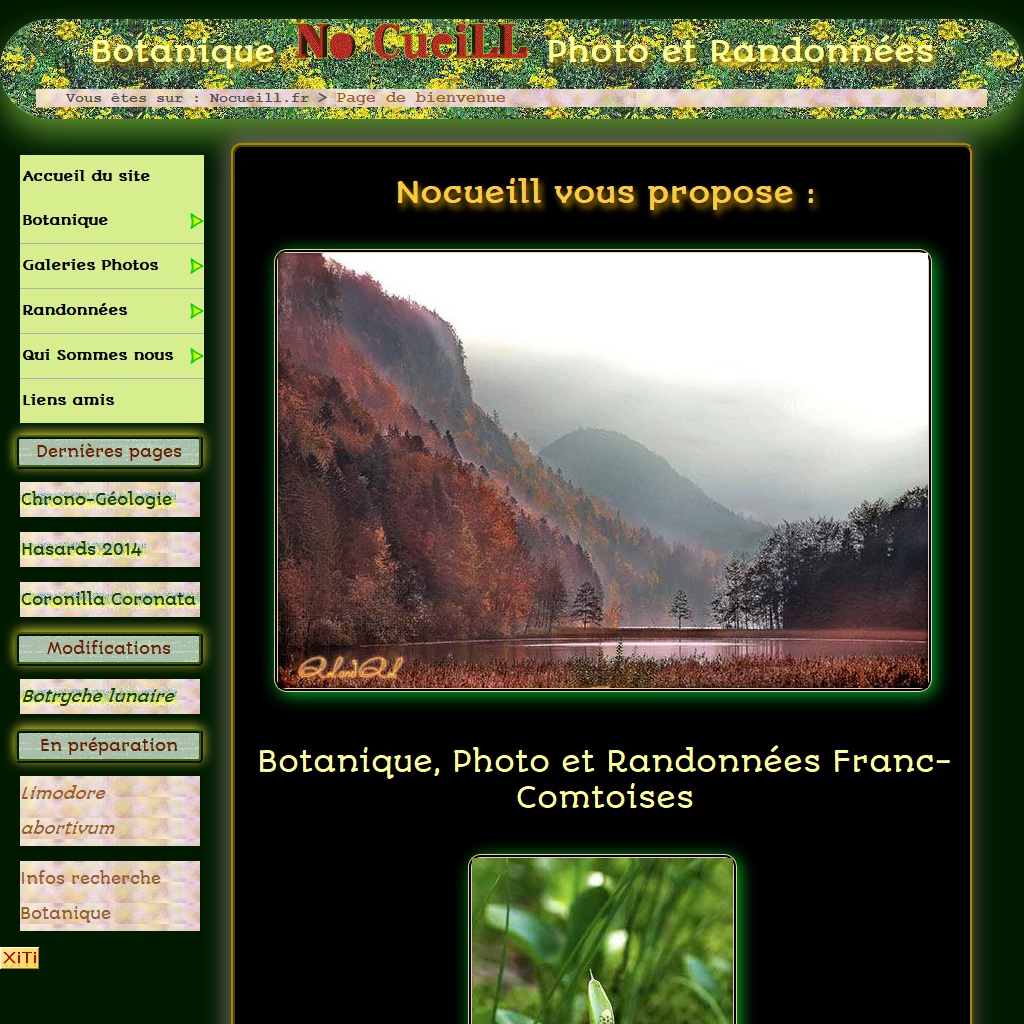 Botanique No CueiLL Photo et Randonnées
Vous êtes sur : Nocueill.fr > Page de bienvenue
Accueil du site
Botanique
Galeries Photos
Randonnées
Qui Sommes nous
Liens amis
Dernières pages
Chrono-Géologie
Hasards 2014
Coronilla Coronata
Modifications
Botryche lunaire
En préparation
Limodore
abortivum
Infos recherche
Botanique
XiTi
Nocueill vous propose :
Botanique, Photo et Randonnées Franc-
Comtoises